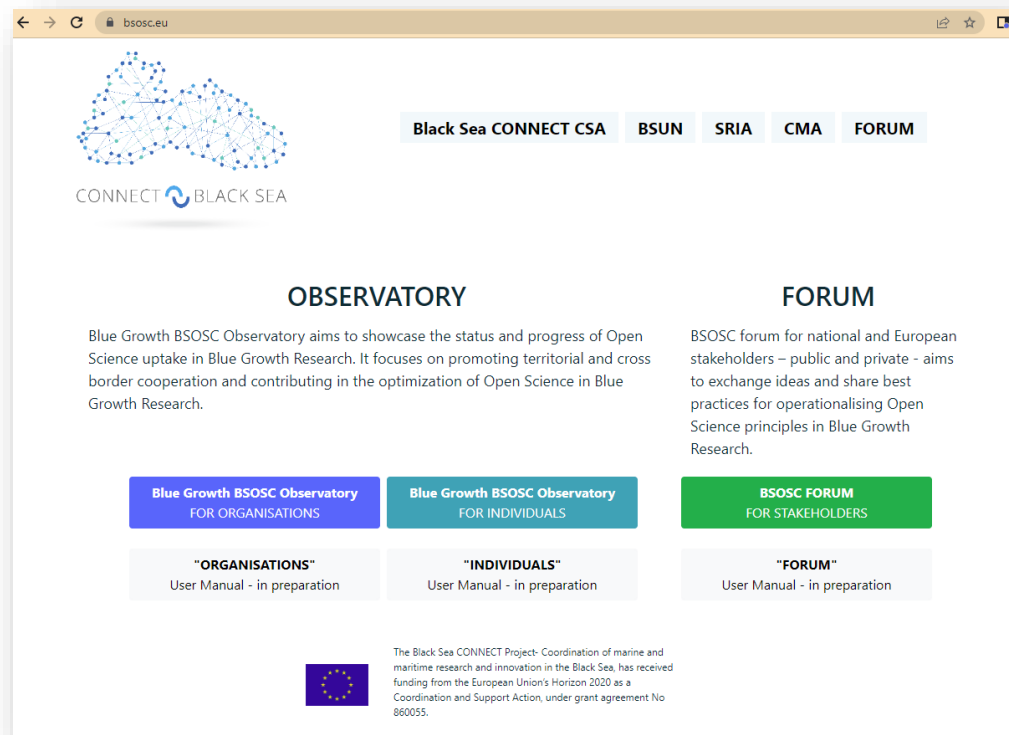 bsosc.eu
CONNECT BLACK SEA
Black Sea CONNECT CSA BSUN SRIA CMA FORUM
OBSERVATORY
Blue Growth BSOSC Observatory aims to showcase the status and progress of Open
Science uptake in Blue Growth Research. It focuses on promoting territorial and cross
border cooperation and contributing in the optimization of Open Science in Blue
Growth Research.
FORUM
BSOSC forum for national and European
stakeholders – public and private - aims
to exchange ideas and share best
practices for operationalising Open
Science principles in Blue Growth
Research.
Blue Growth BSOSC Observatory
FOR ORGANISATIONS
Blue Growth BSOSC Observatory
FOR INDIVIDUALS
BSOSC FORUM
FOR STAKEHOLDERS
"ORGANISATIONS"
User Manual - in preparation
"INDIVIDUALS"
User Manual - in preparation
"FORUM"
User Manual - in preparation
The Black Sea CONNECT Project- Coordination of marine and
maritime research and innovation in the Black Sea, has received
funding from the European Union's Horizon 2020 as a
Coordination and Support Action, under grant agreement No
860055.